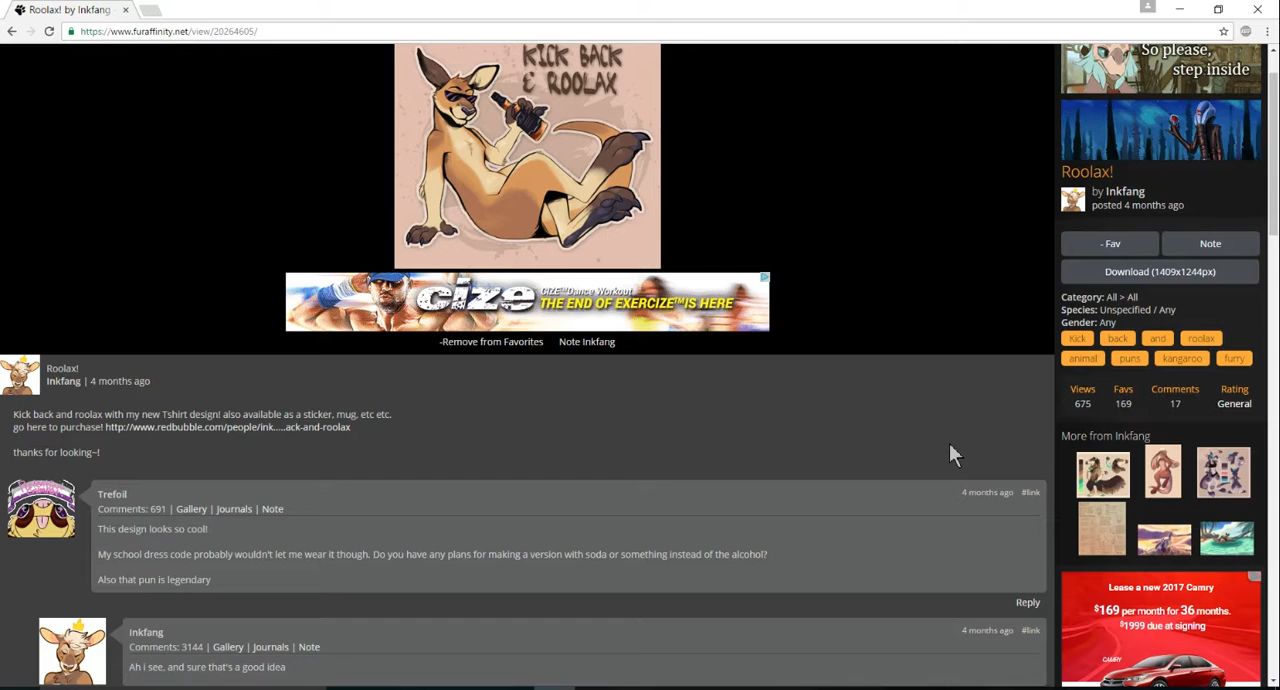 Roolax! by Inkfang
https://www.furaffinity.net/view/20264605/
KICK BACK
& ROOLAX
cize
CIZE™Dance Workout
THE END OF EXERCIZE™IS HERE
-Remove from Favorites Note Inkfang
Roolax!
Inkfang | 4 months ago
Kick back and roolax with my new Tshirt design! also available as a sticker, mug, etc etc.
go here to purchase! http://www.redbubble.com/people/ink.....ack-and-roolax
thanks for looking~!
Trefoil
4 months ago #link
Comments: 691 | Gallery | Journals | Note
This design looks so cool!
My school dress code probably wouldn't let me wear it though. Do you have any plans for making a version with soda or something instead of the alcohol?
Also that pun is legendary
Reply
Inkfang
4 months ago #link
Comments: 3144 | Gallery | Journals | Note
Ah i see, and sure that's a good idea
So please,
step inside
Roolax!
by Inkfang
posted 4 months ago
- Fav Note
Download (1409x1244px)
Category: All > All
Species: Unspecified / Any
Gender: Any
Kick back and roolax
animal puns kangaroo furry
Views Favs Comments Rating
675 169 17 General
More from Inkfang
Lease a new 2017 Camry
$169 per month for 36 months.
$1999 due at signing
CAMRY